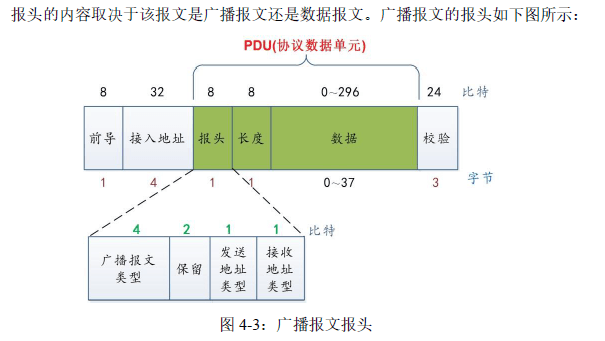 报头的内容取决于该报文是广播报文还是数据报文。广播报文的报头如下图所示：
PDU(协议数据单元)
8 32 8 8 0~296 24 比特
前导 接入地址 报头 长度 数据 校验
1 4 1 1 0~37 3 字节
4 2 1 1 比特
广播报文类型 保留 发送地址类型 接收地址类型
图 4-3：广播报文报头